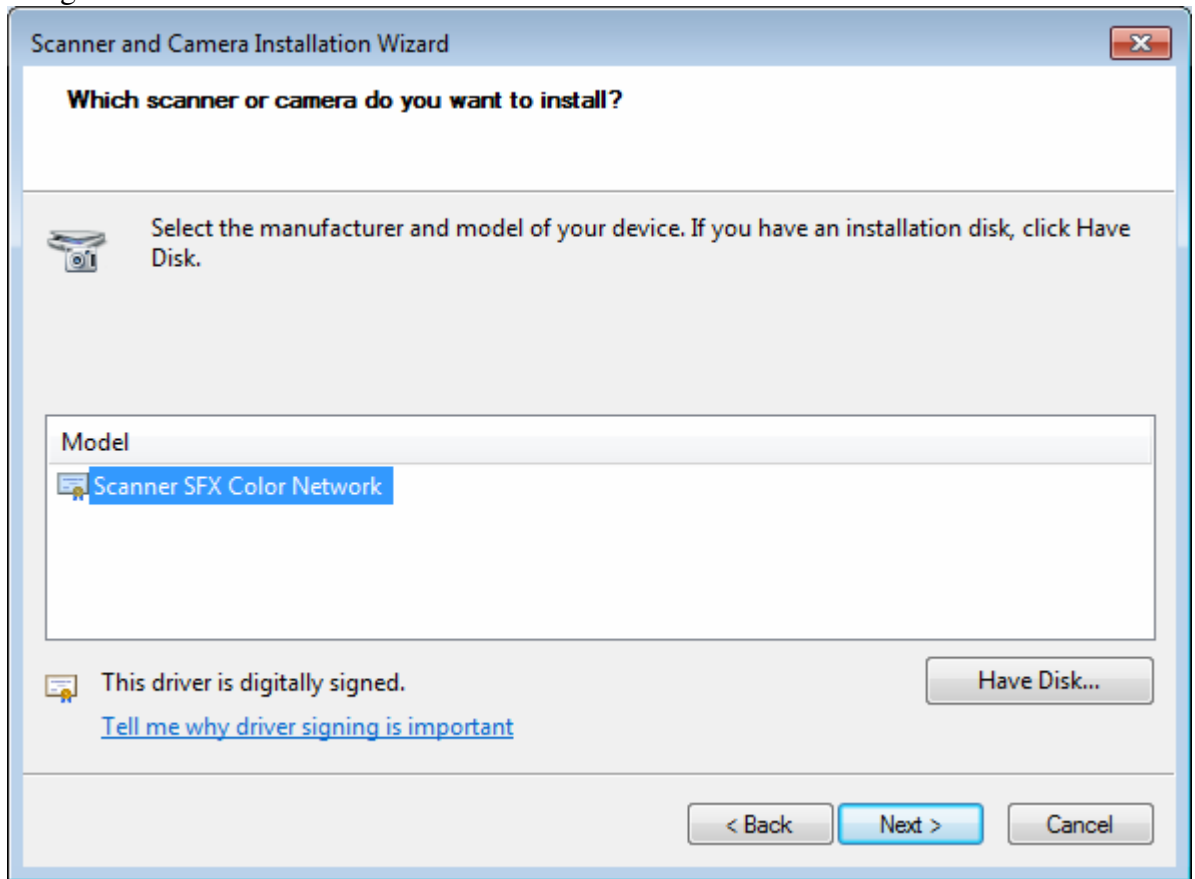 Scanner and Camera Installation Wizard
Which scanner or camera do you want to install?
Select the manufacturer and model of your device. If you have an installation disk, click Have
Disk.
Model
Scanner SFX Color Network
This driver is digitally signed.
Have Disk...
Tell me why driver signing is important
< Back
Next >
Cancel